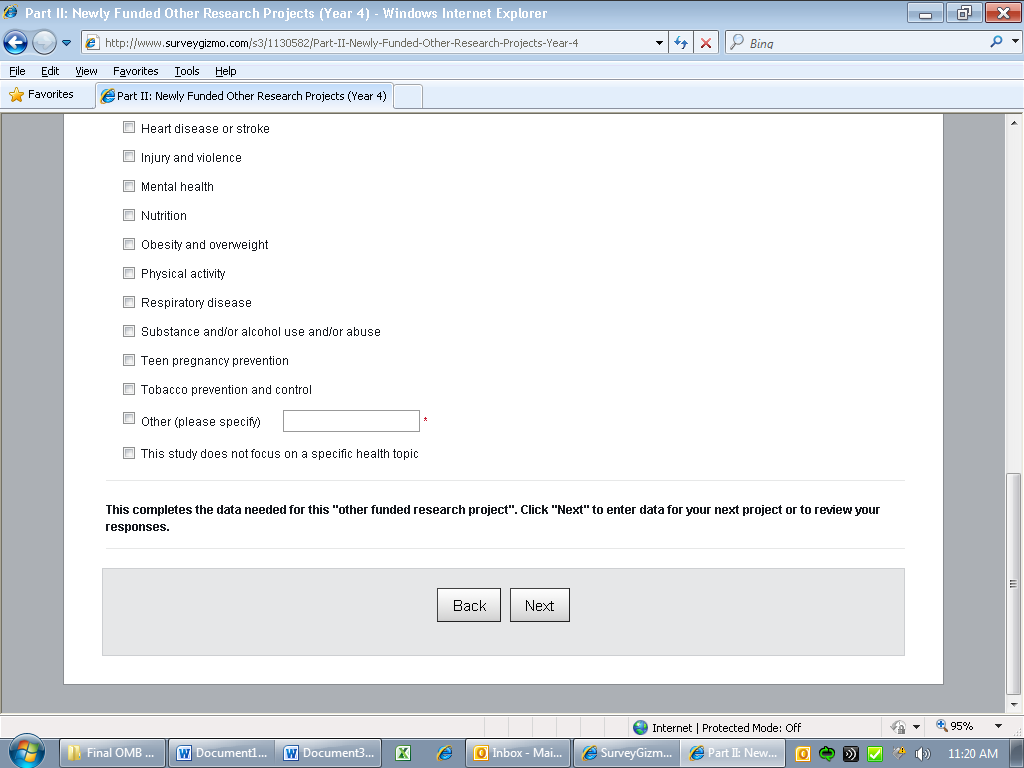 Part II: Newly Funded Other Research Projects (Year 4) - Windows Internet Explorer
http://www.surveygizmo.com/s3/1130582/Part-II-Newly-Funded-Other-Research-Projects-Year-4
Bing
File Edit View Favorites Tools Help
Favorites
Part II: Newly Funded Other Research Projects (Year 4)
Heart disease or stroke
Injury and violence
Mental health
Nutrition
Obesity and overweight
Physical activity
Respiratory disease
Substance and/or alcohol use and/or abuse
Teen pregnancy prevention
Tobacco prevention and control
Other (please specify) *
This study does not focus on a specific health topic
This completes the data needed for this "other funded research project". Click "Next" to enter data for your next project or to review your
responses.
Back Next
Internet | Protected Mode: Off
95%
Final OMB ... Document1... Document3... Inbox - Mai... SurveyGizm... Part II: New... 11:20 AM